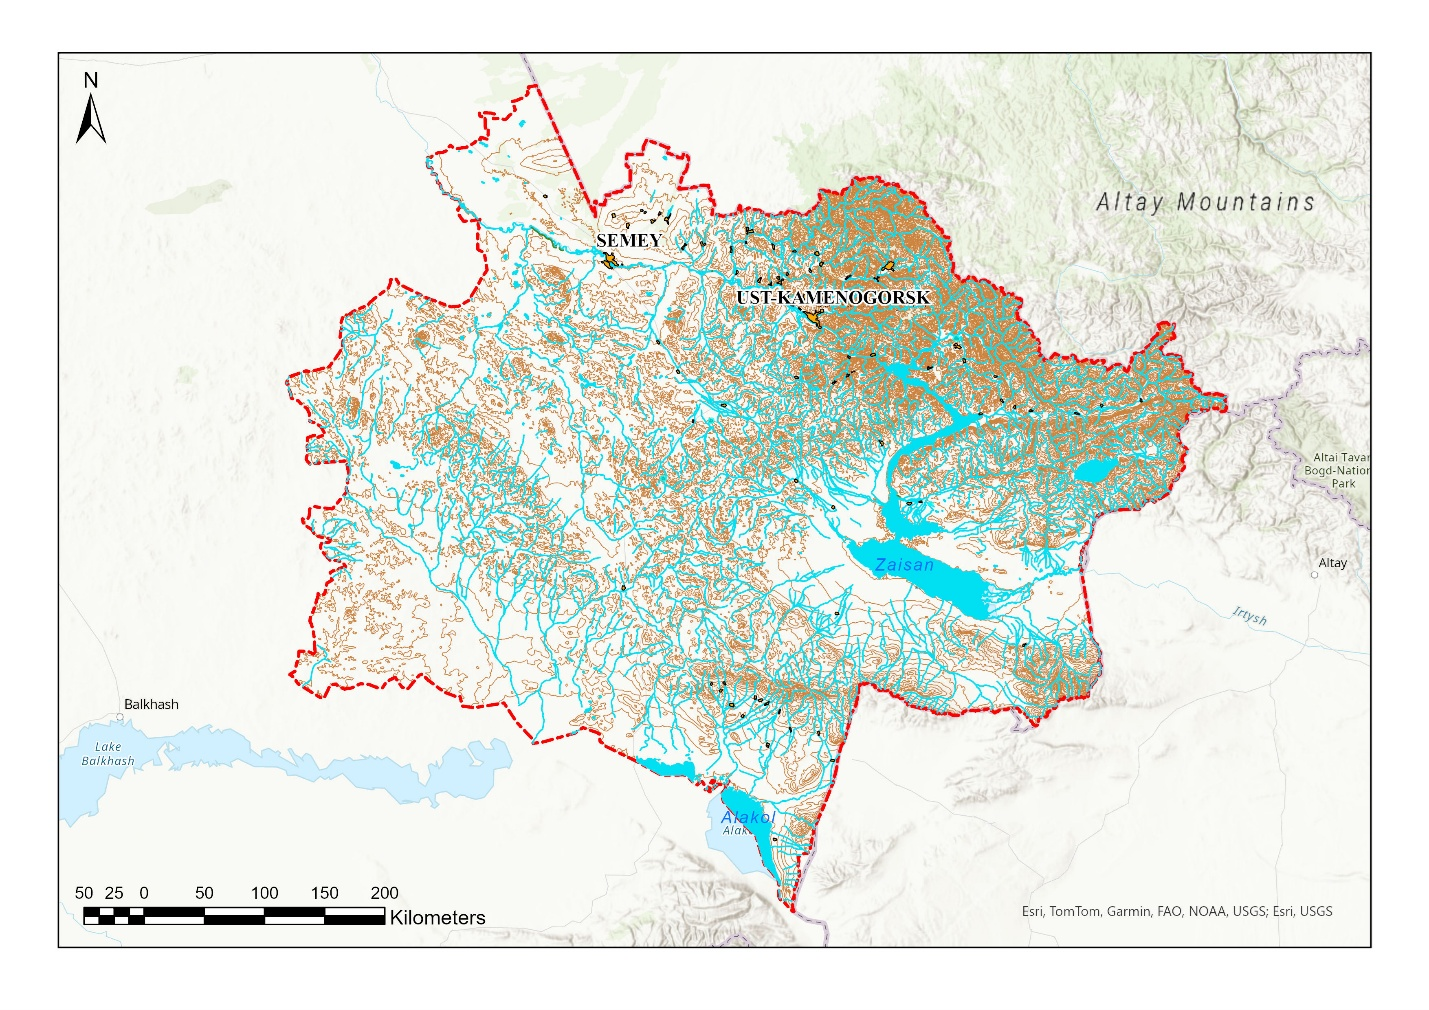 N
Altay Mountains
SEMEY
UST-KAMENOGORSK
Altai Tavan
Bogd-Nation
Park
Zaisan
Altay
Irtysh
Balkhash
Lake
Balkhash
Alakol
50 25 0 50 100 150 200
Kilometers
Esri, TomTom, Garmin, FAO, NOAA, USGS; Esri, USGS